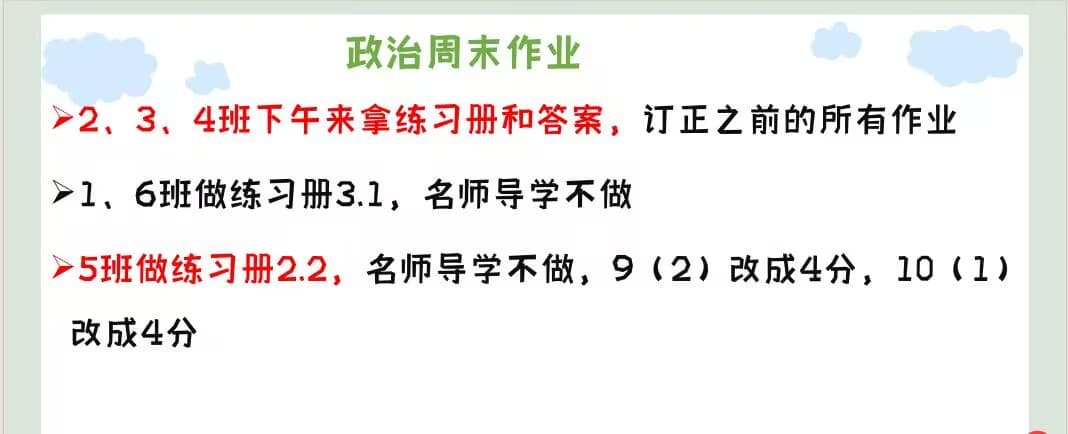 政治周末作业
➢2、3、4班下午来拿练习册和答案，订正之前的所有作业
➢1、6班做练习册3.1，名师导学不做
➢5班做练习册2.2，名师导学不做，9（2）改成4分，10（1）
改成4分